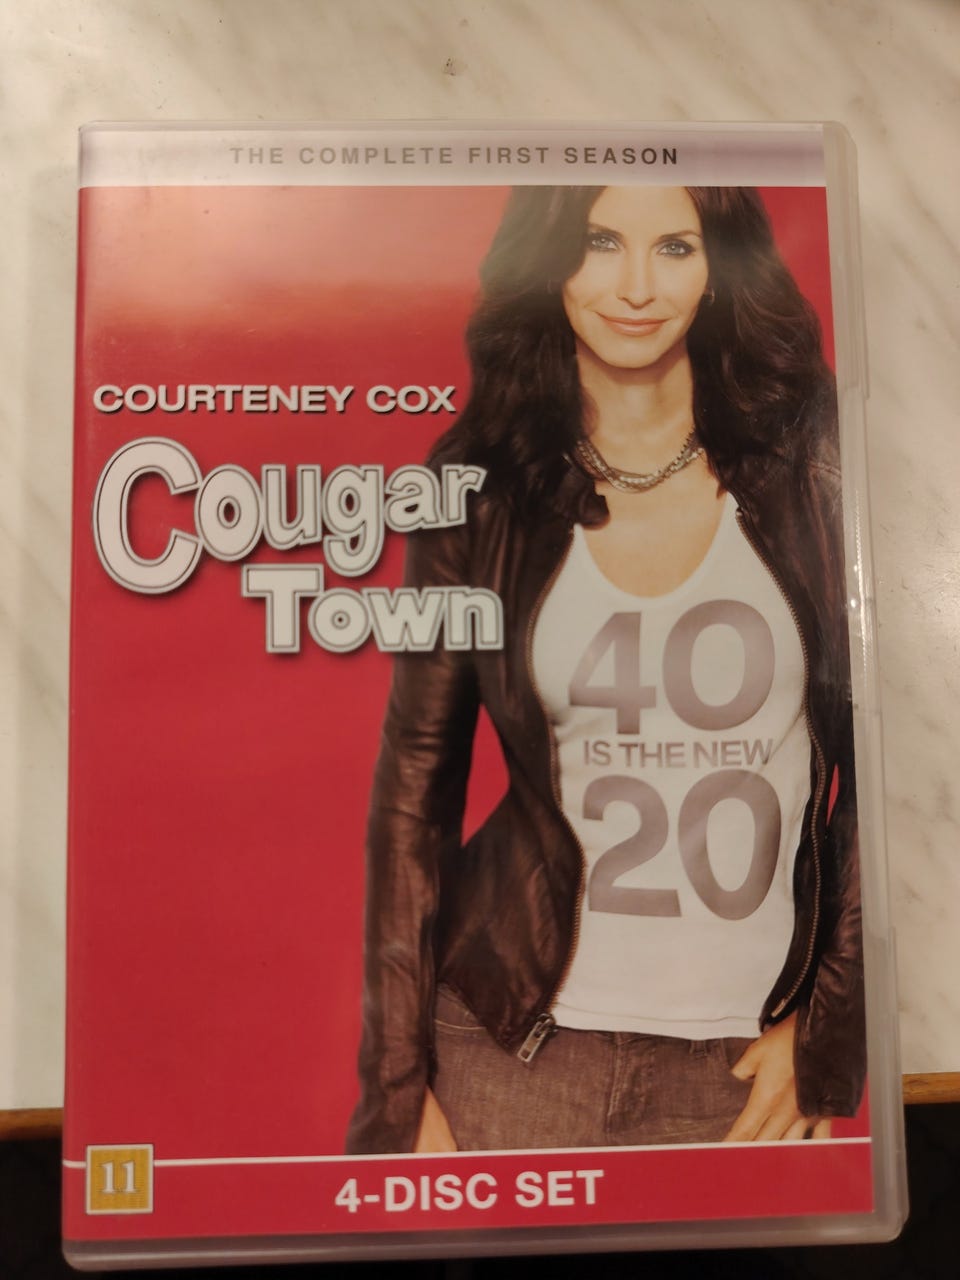 THE COMPLETE FIRST SEASON
COURTENEY COX
Cougar
Town
40
IS THE NEW
20
11
4-DISC SET